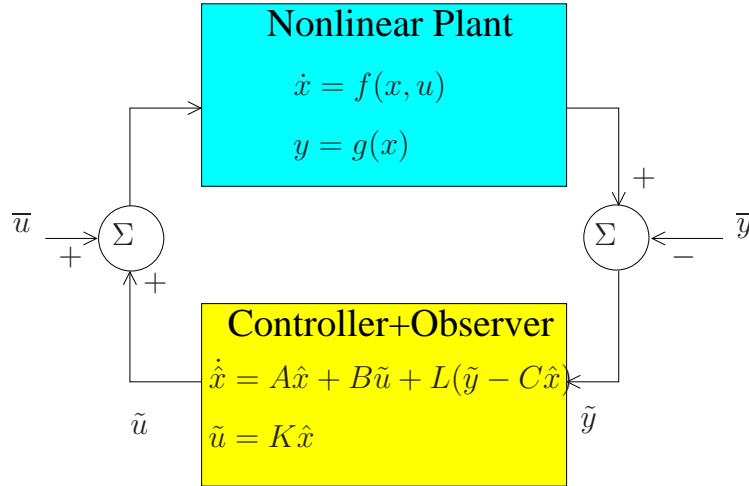 Nonlinear Plant
ẋ = f(x, u)
y = g(x)
+
u̅
Σ
Σ
y̅
+
−
+
Controller+Observer
x̂̇ = Ax̂ + Bũ + L(ỹ − Cx̂)
ũ
ỹ
ũ = Kx̂